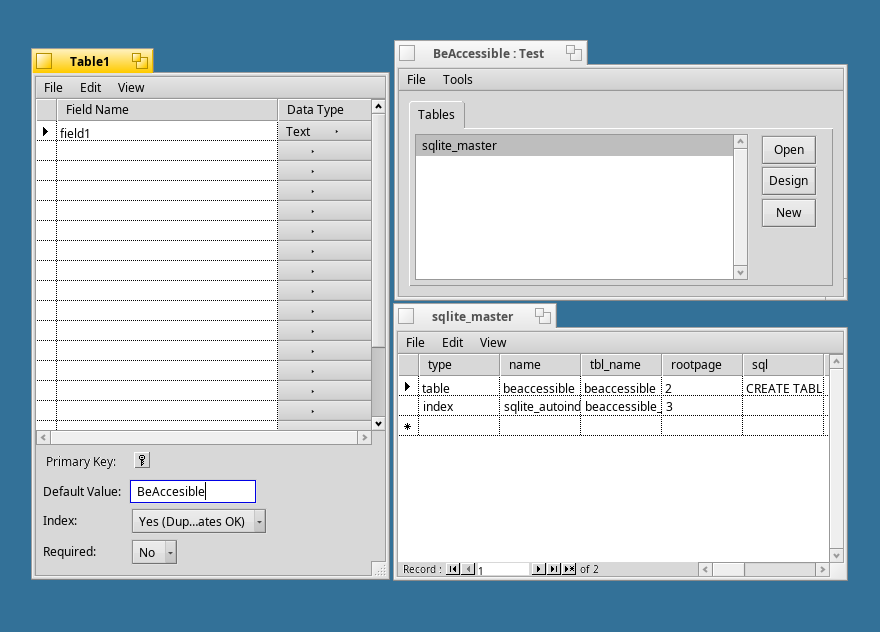 Table1
File Edit View
Field Name Data Type
field1 Text
Primary Key:
Default Value: BeAccesible
Index: Yes (Dup...ates OK)
Required: No
BeAccessible : Test
File Tools
Tables
sqlite_master
Open
Design
New
sqlite_master
File Edit View
type name tbl_name rootpage sql
table beaccessible beaccessible 2 CREATE TABL
index sqlite_autoind beaccessible_ 3
*
Record : 1 of 2